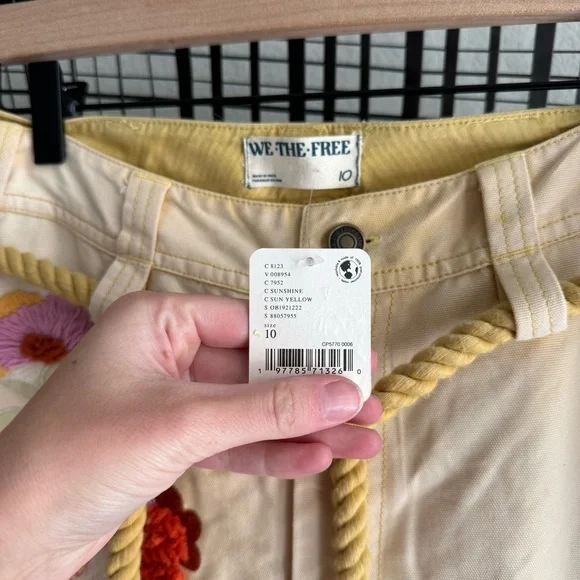 WE·THE·FREE
10
C 8123
V 008954
C 7952
C SUNSHINE
C SUN YELLOW
S OB1921222
S 88057955
SIZE
10
CP5770 0006
1 97785 71326 0